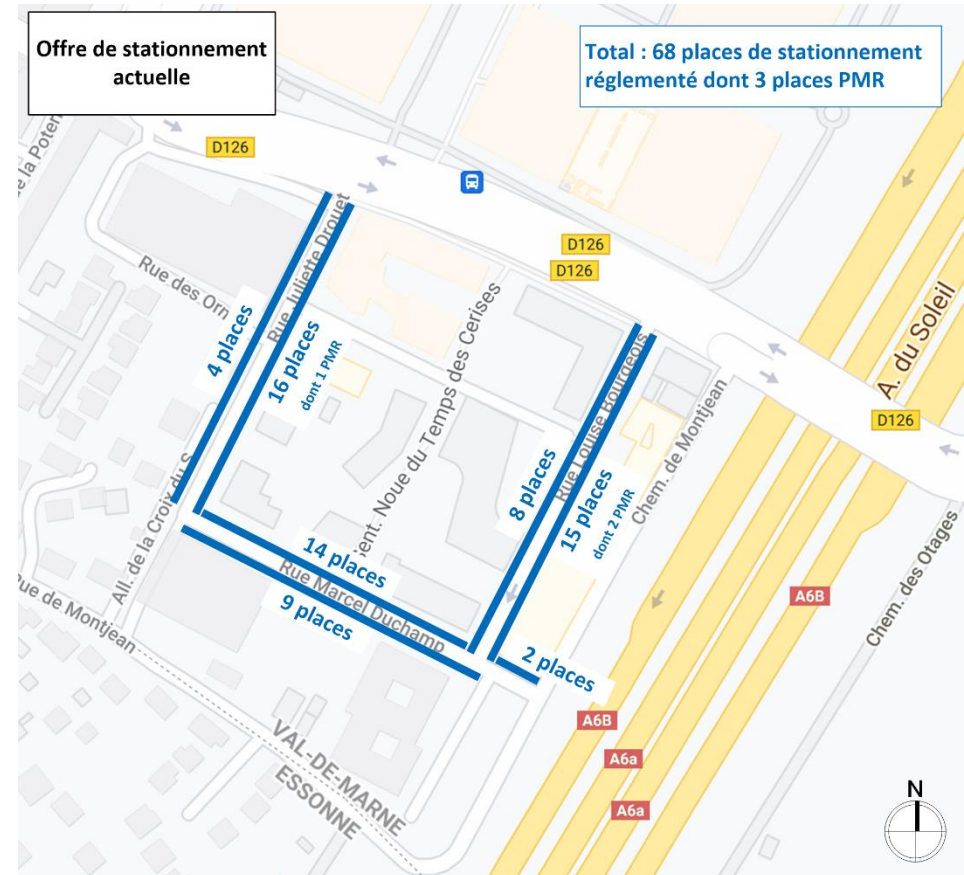 Offre de stationnement
actuelle
Total : 68 places de stationnement
réglementé dont 3 places PMR
e la Poter
D126
D126
D126
Rue Juliette Drouet
Rue des Orn
4 places
16 places
dont 1 PMR
Sent. Noue du Temps des Cerises
Rue Louise Bourgeois
8 places
15 places
dont 2 PMR
Chem. de Montjean
A. du Soleil
D126
All. de la Croix du S
14 places
Rue Marcel Duchamp
9 places
2 places
Rue de Montjean
A6B
Chem. des Otages
A6B
A6a
A6a
VAL-DE-MARNE
ESSONNE
N